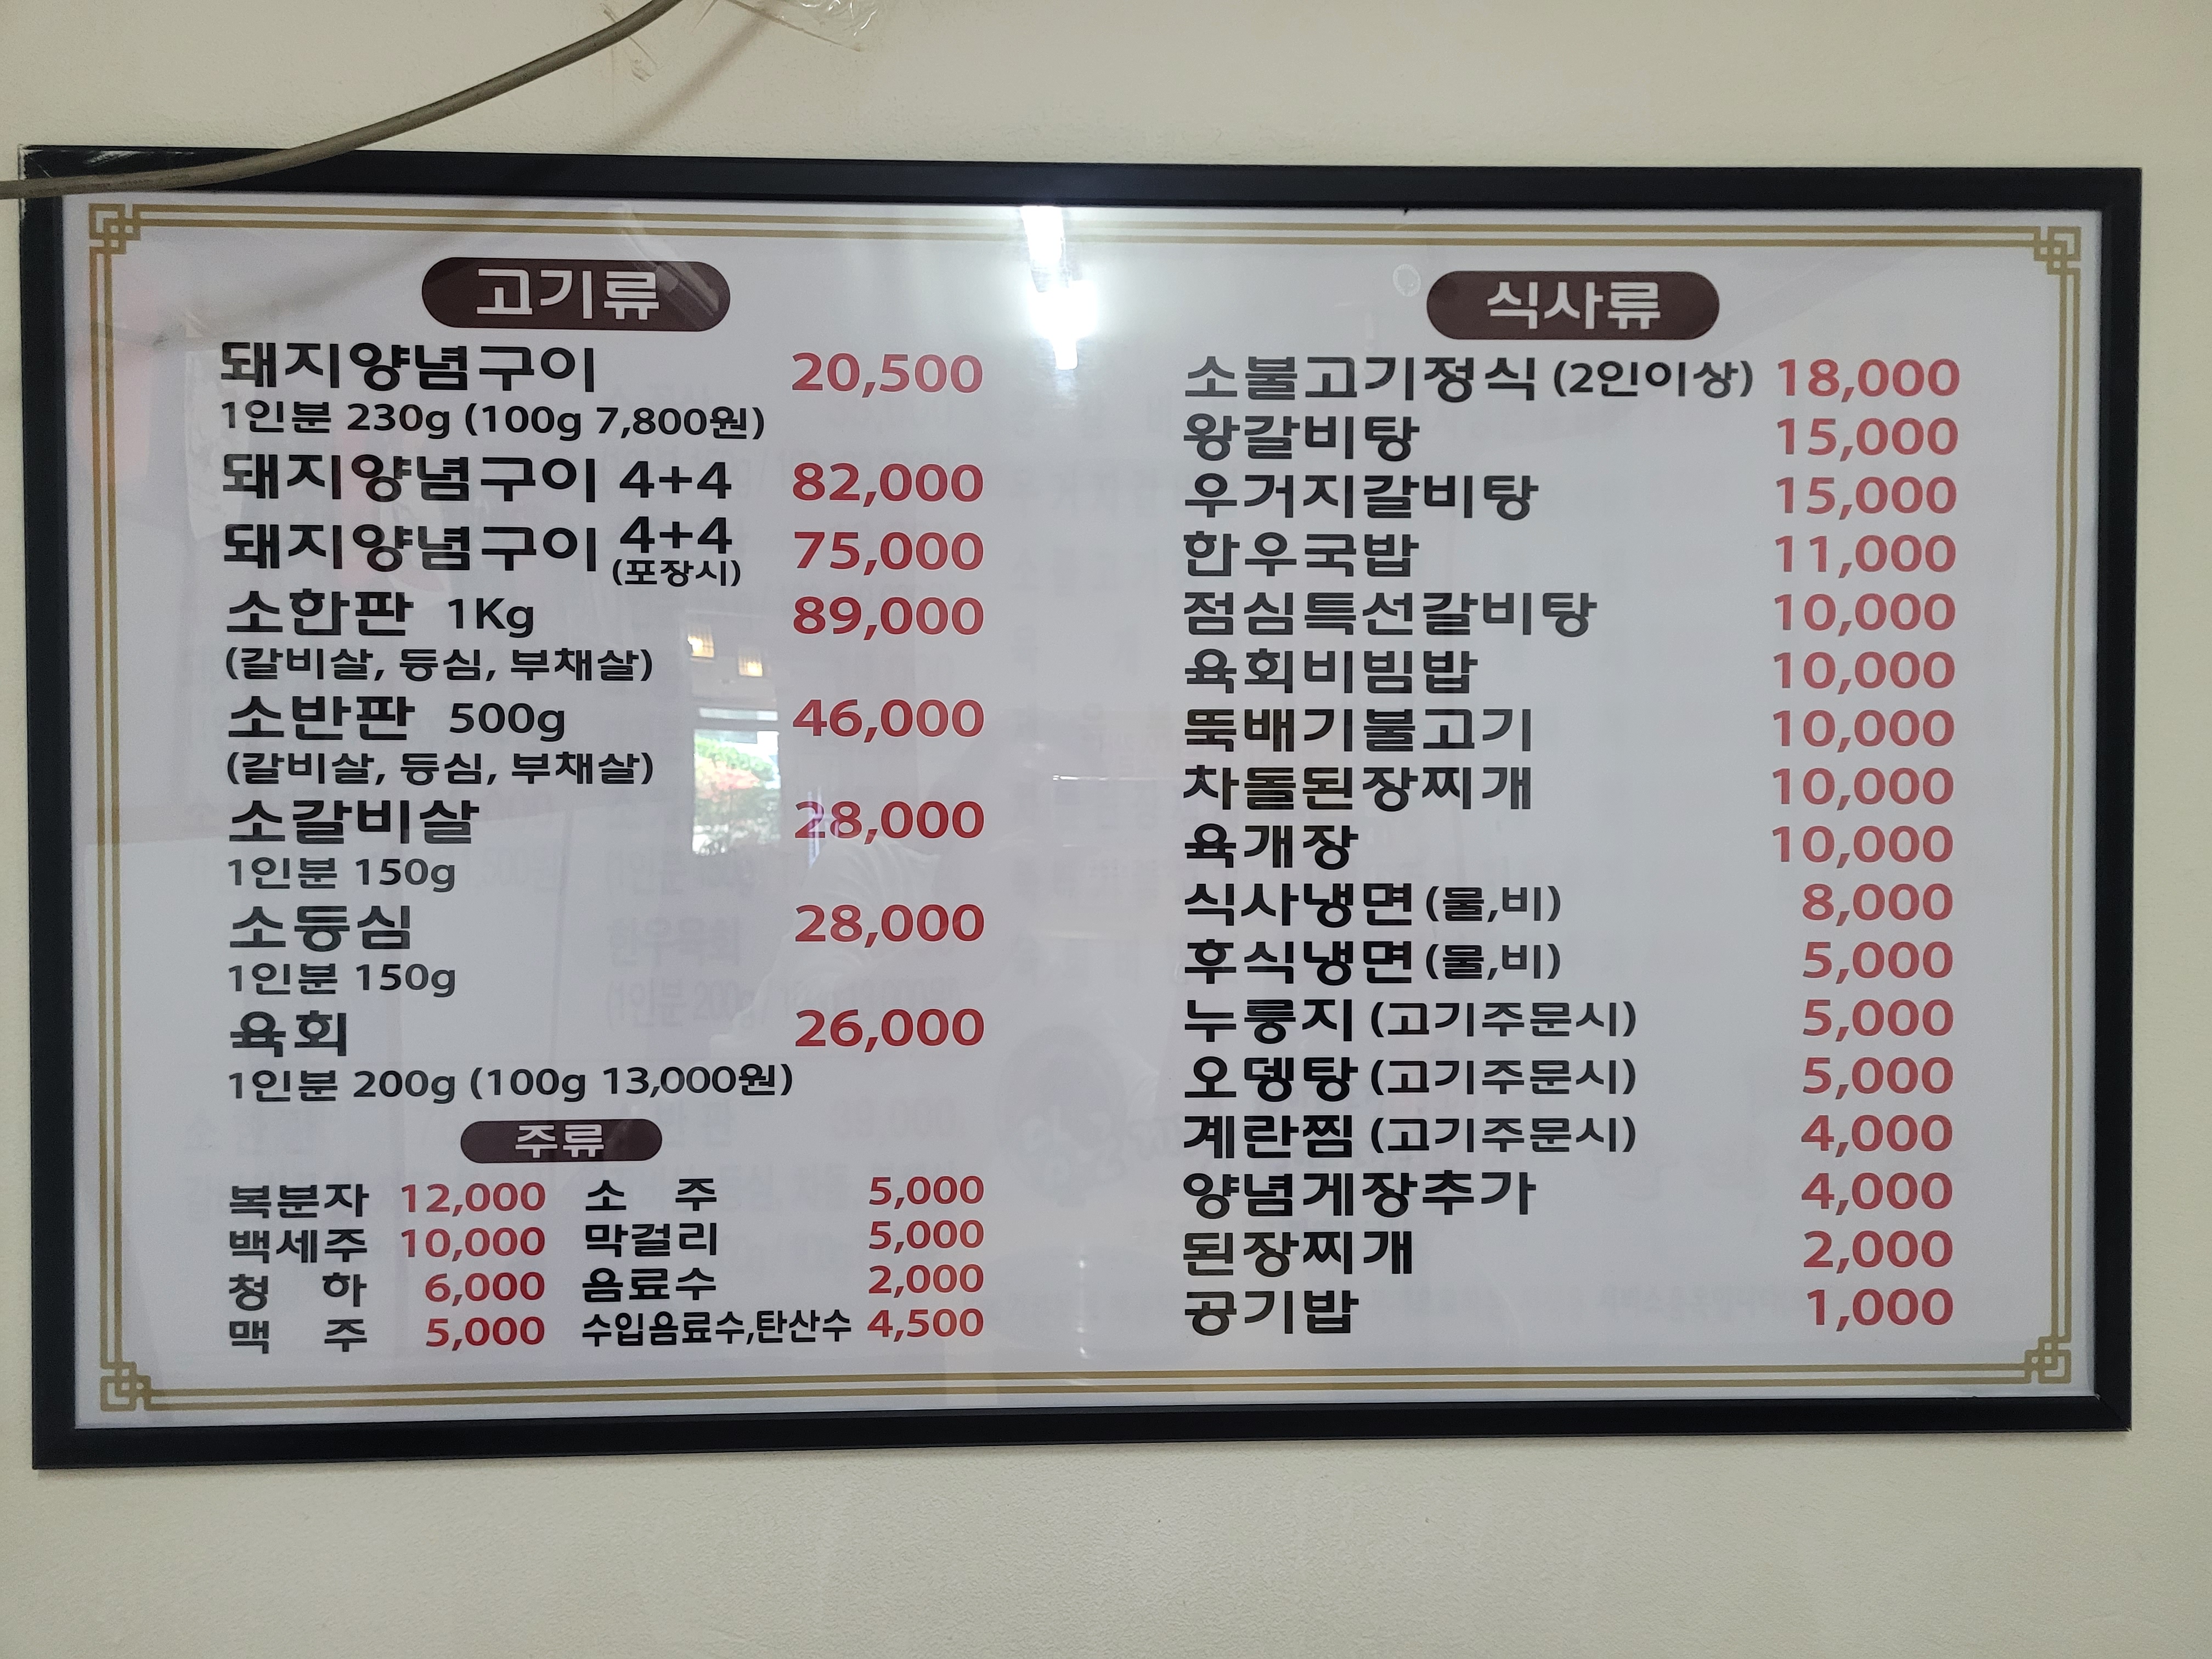 고기류
돼지양념구이 20,500
1인분 230g (100g 7,800원)
돼지양념구이 4+4 82,000
돼지양념구이 4+4 (포장시) 75,000
소한판 1Kg 89,000
(갈비살, 등심, 부채살)
소반판 500g 46,000
(갈비살, 등심, 부채살)
소갈비살 28,000
1인분 150g
소등심 28,000
1인분 150g
육회 26,000
1인분 200g (100g 13,000원)
주류
복분자 12,000 소 주 5,000
백세주 10,000 막걸리 5,000
청 하 6,000 음료수 2,000
맥 주 5,000 수입음료수,탄산수 4,500
식사류
소불고기정식 (2인이상) 18,000
왕갈비탕 15,000
우거지갈비탕 15,000
한우국밥 11,000
점심특선갈비탕 10,000
육회비빔밥 10,000
뚝배기불고기 10,000
차돌된장찌개 10,000
육개장 10,000
식사냉면 (물,비) 8,000
후식냉면 (물,비) 5,000
누룽지 (고기주문시) 5,000
오뎅탕 (고기주문시) 5,000
계란찜 (고기주문시) 4,000
양념게장추가 4,000
된장찌개 2,000
공기밥 1,000